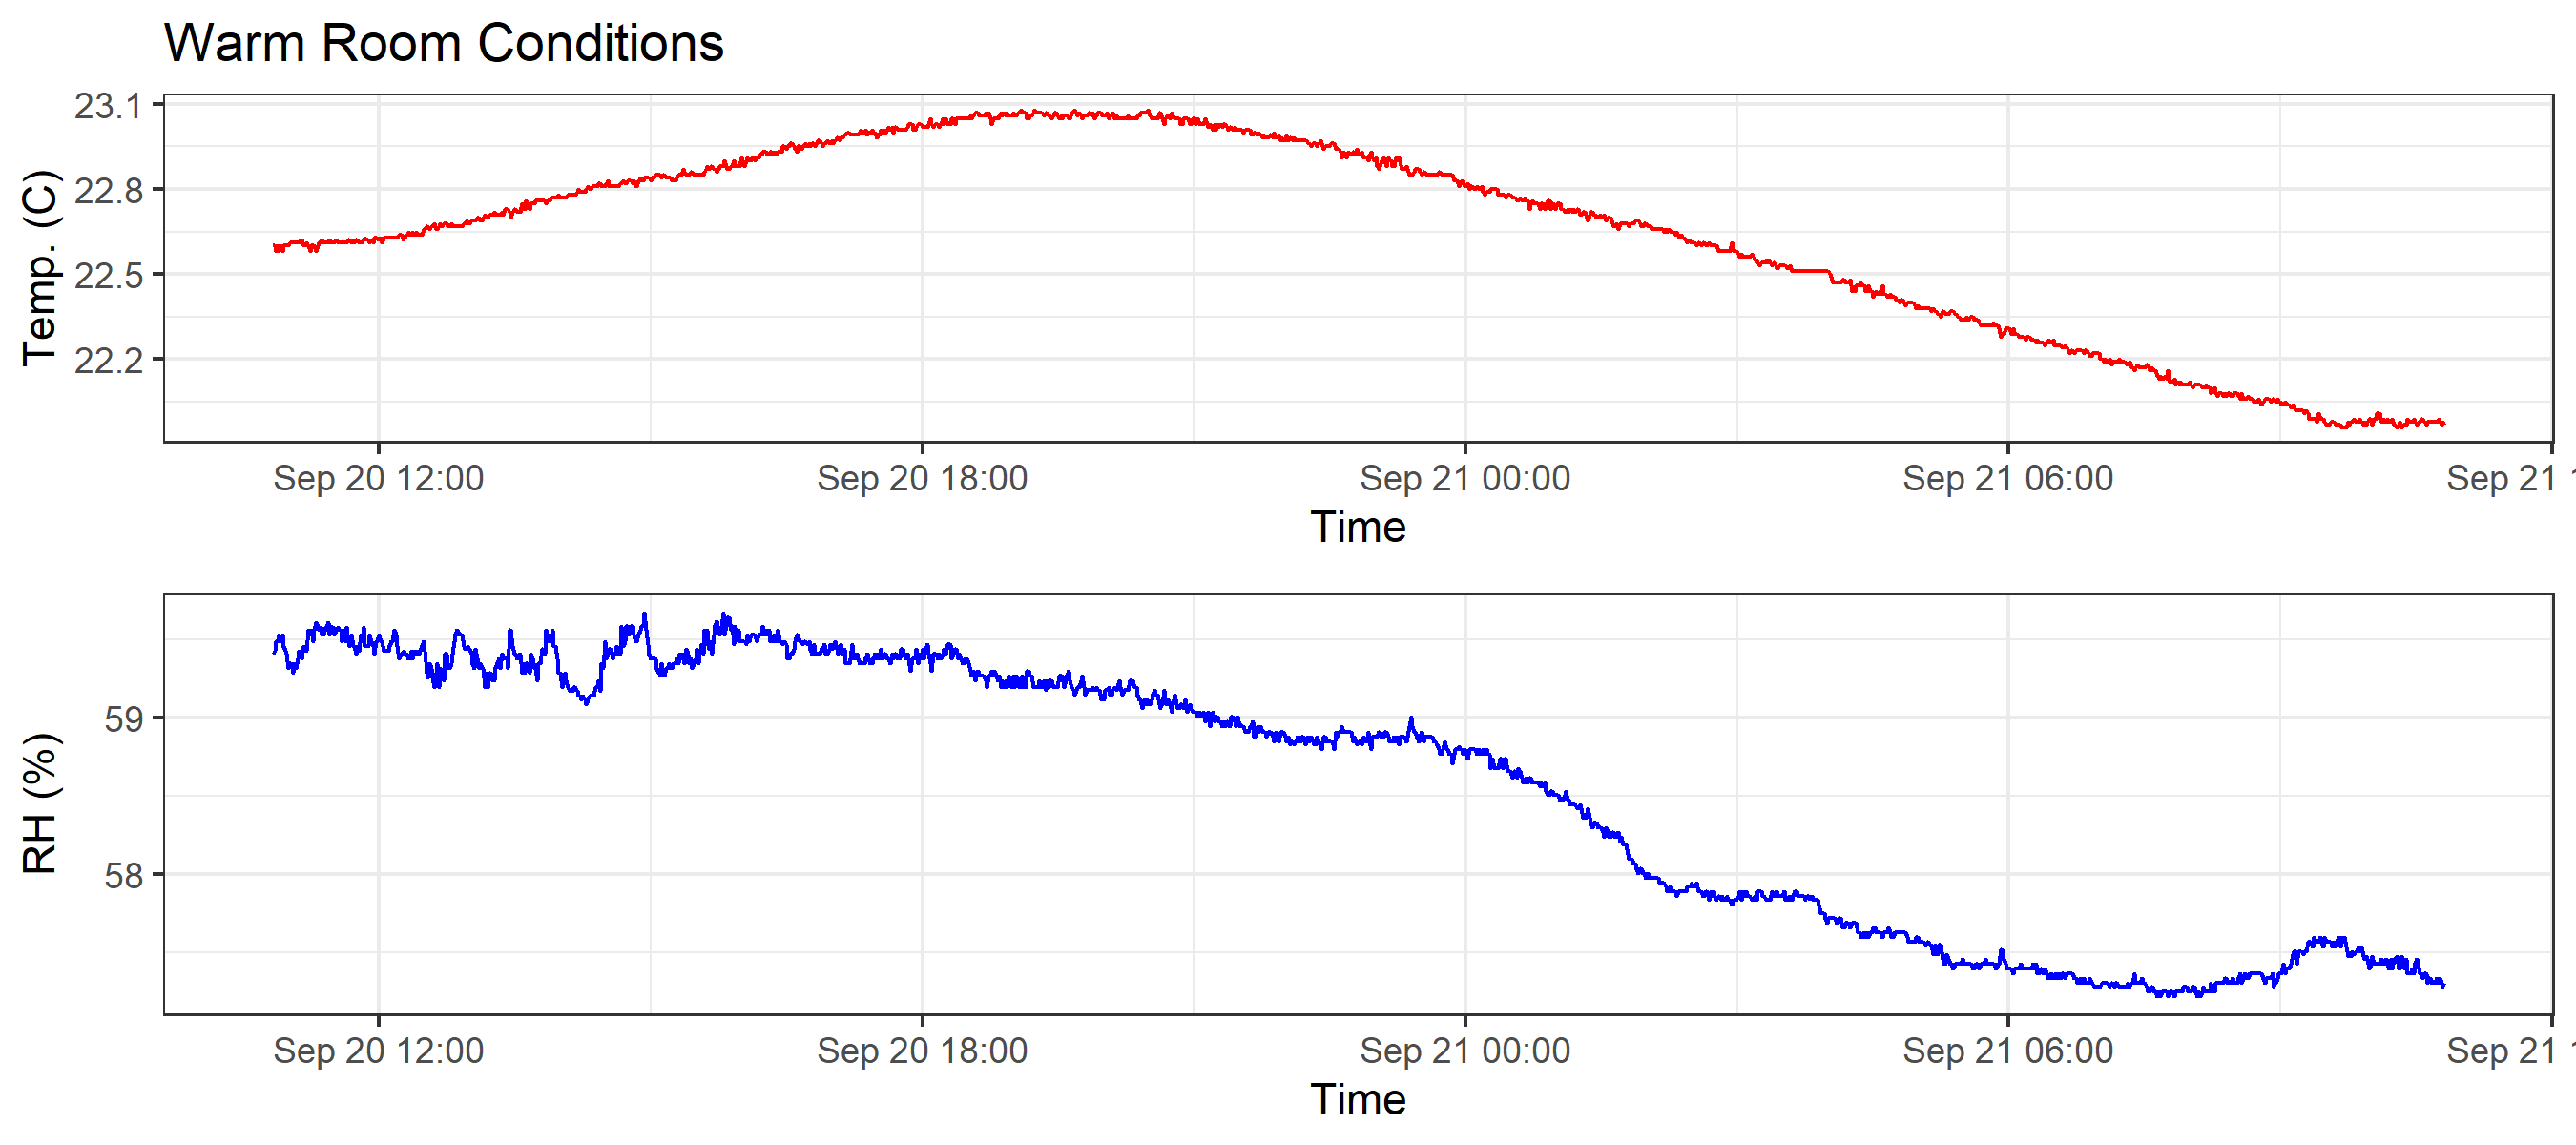 Warm Room Conditions
Temp. (C)
23.1
22.8
22.5
22.2
Sep 20 12:00 Sep 20 18:00 Sep 21 00:00 Sep 21 06:00 Sep 21 1
Time
RH (%)
59
58
Sep 20 12:00 Sep 20 18:00 Sep 21 00:00 Sep 21 06:00 Sep 21 1
Time